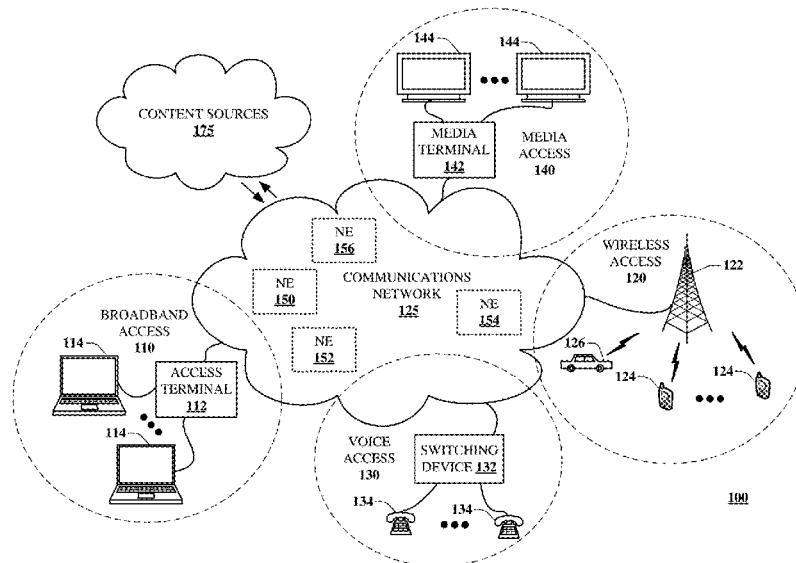 144
144
CONTENT SOURCES
175
MEDIA
TERMINAL
142
MEDIA
ACCESS
140
NE
156
WIRELESS
ACCESS
120
122
COMMUNICATIONS
NETWORK
125
NE
150
NE
154
BROADBAND
ACCESS
110
114
NE
152
126
ACCESS
TERMINAL
112
124
124
114
VOICE
ACCESS
130
SWITCHING
DEVICE 132
134
134
100